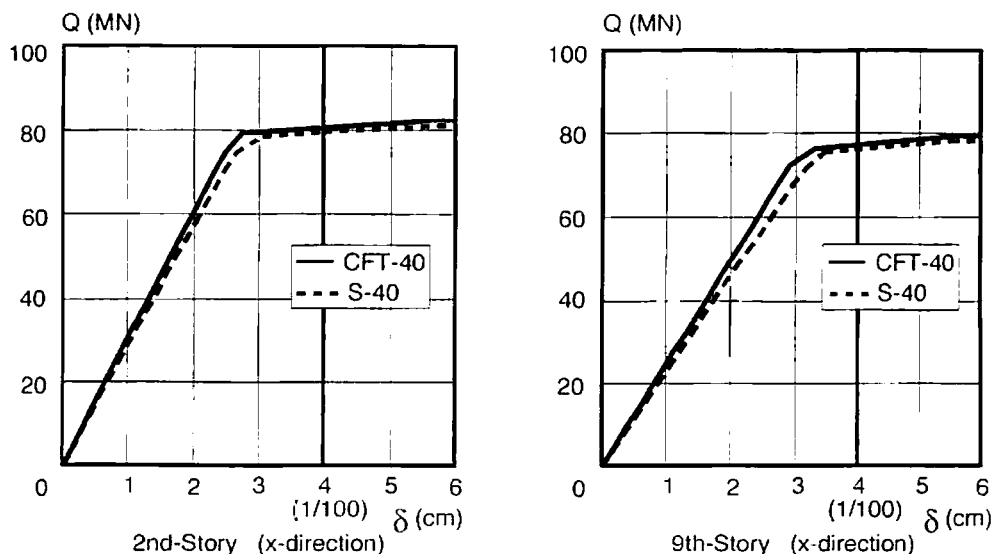 Q (MN)
100
80
60
40
20
0
CFT-40
S-40
1
2
3
4
5
6
(1/100)
δ (cm)
2nd-Story (x-direction)
Q (MN)
100
80
60
40
20
0
CFT-40
S-40
1
2
3
4
5
6
(1/100)
δ (cm)
9th-Story (x-direction)